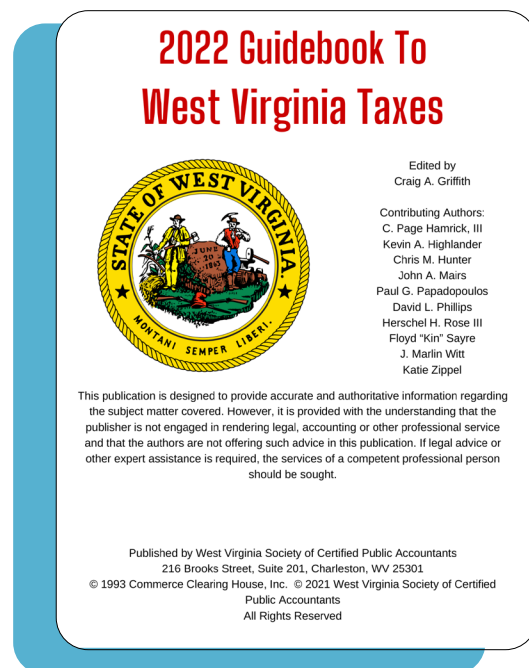 2022 Guidebook To
West Virginia Taxes
STATE OF WEST VIRGINIA.
JUNE
20
1863
MONTANI SEMPER LIBERI.
Edited by
Craig A. Griffith
Contributing Authors:
C. Page Hamrick, III
Kevin A. Highlander
Chris M. Hunter
John A. Mairs
Paul G. Papadopoulos
David L. Phillips
Herschel H. Rose III
Floyd “Kin” Sayre
J. Marlin Witt
Katie Zippel
This publication is designed to provide accurate and authoritative information regarding
the subject matter covered. However, it is provided with the understanding that the
publisher is not engaged in rendering legal, accounting or other professional service
and that the authors are not offering such advice in this publication. If legal advice or
other expert assistance is required, the services of a competent professional person
should be sought.
Published by West Virginia Society of Certified Public Accountants
216 Brooks Street, Suite 201, Charleston, WV 25301
© 1993 Commerce Clearing House, Inc. © 2021 West Virginia Society of Certified
Public Accountants
All Rights Reserved